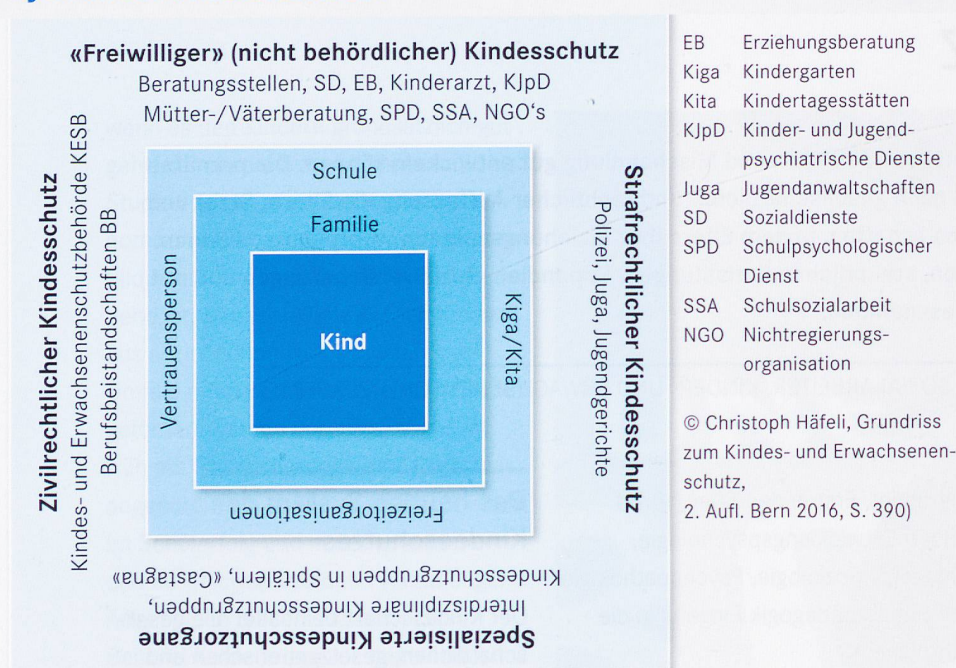 «Freiwilliger» (nicht behördlicher) Kindesschutz
Beratungsstellen, SD, EB, Kinderarzt, KJpD
Mütter-/Väterberatung, SPD, SSA, NGO's
Zivilrechtlicher Kindesschutz
Kindes- und Erwachsenenschutzbehörde KESB
Berufsbeistandschaften BB
Schule
Familie
Vertrauensperson
Kind
Kiga/Kita
Freizeitorganisationen
Strafrechtlicher Kindesschutz
Polizei, Juga, Jugendgerichte
Spezialisierte Kindesschutzorgane
Interdisziplinäre Kindesschutzgruppen,
Kindesschutzgruppen in Spitälern, «Castagna»
EB Erziehungsberatung
Kiga Kindergarten
Kita Kindertagesstätten
KJpD Kinder- und Jugend-
psychiatrische Dienste
Juga Jugendanwaltschaften
SD Sozialdienste
SPD Schulpsychologischer
Dienst
SSA Schulsozialarbeit
NGO Nichtregierungs-
organisation
© Christoph Häfeli, Grundriss
zum Kindes- und Erwachsenen-
schutz,
2. Aufl. Bern 2016, S. 390)